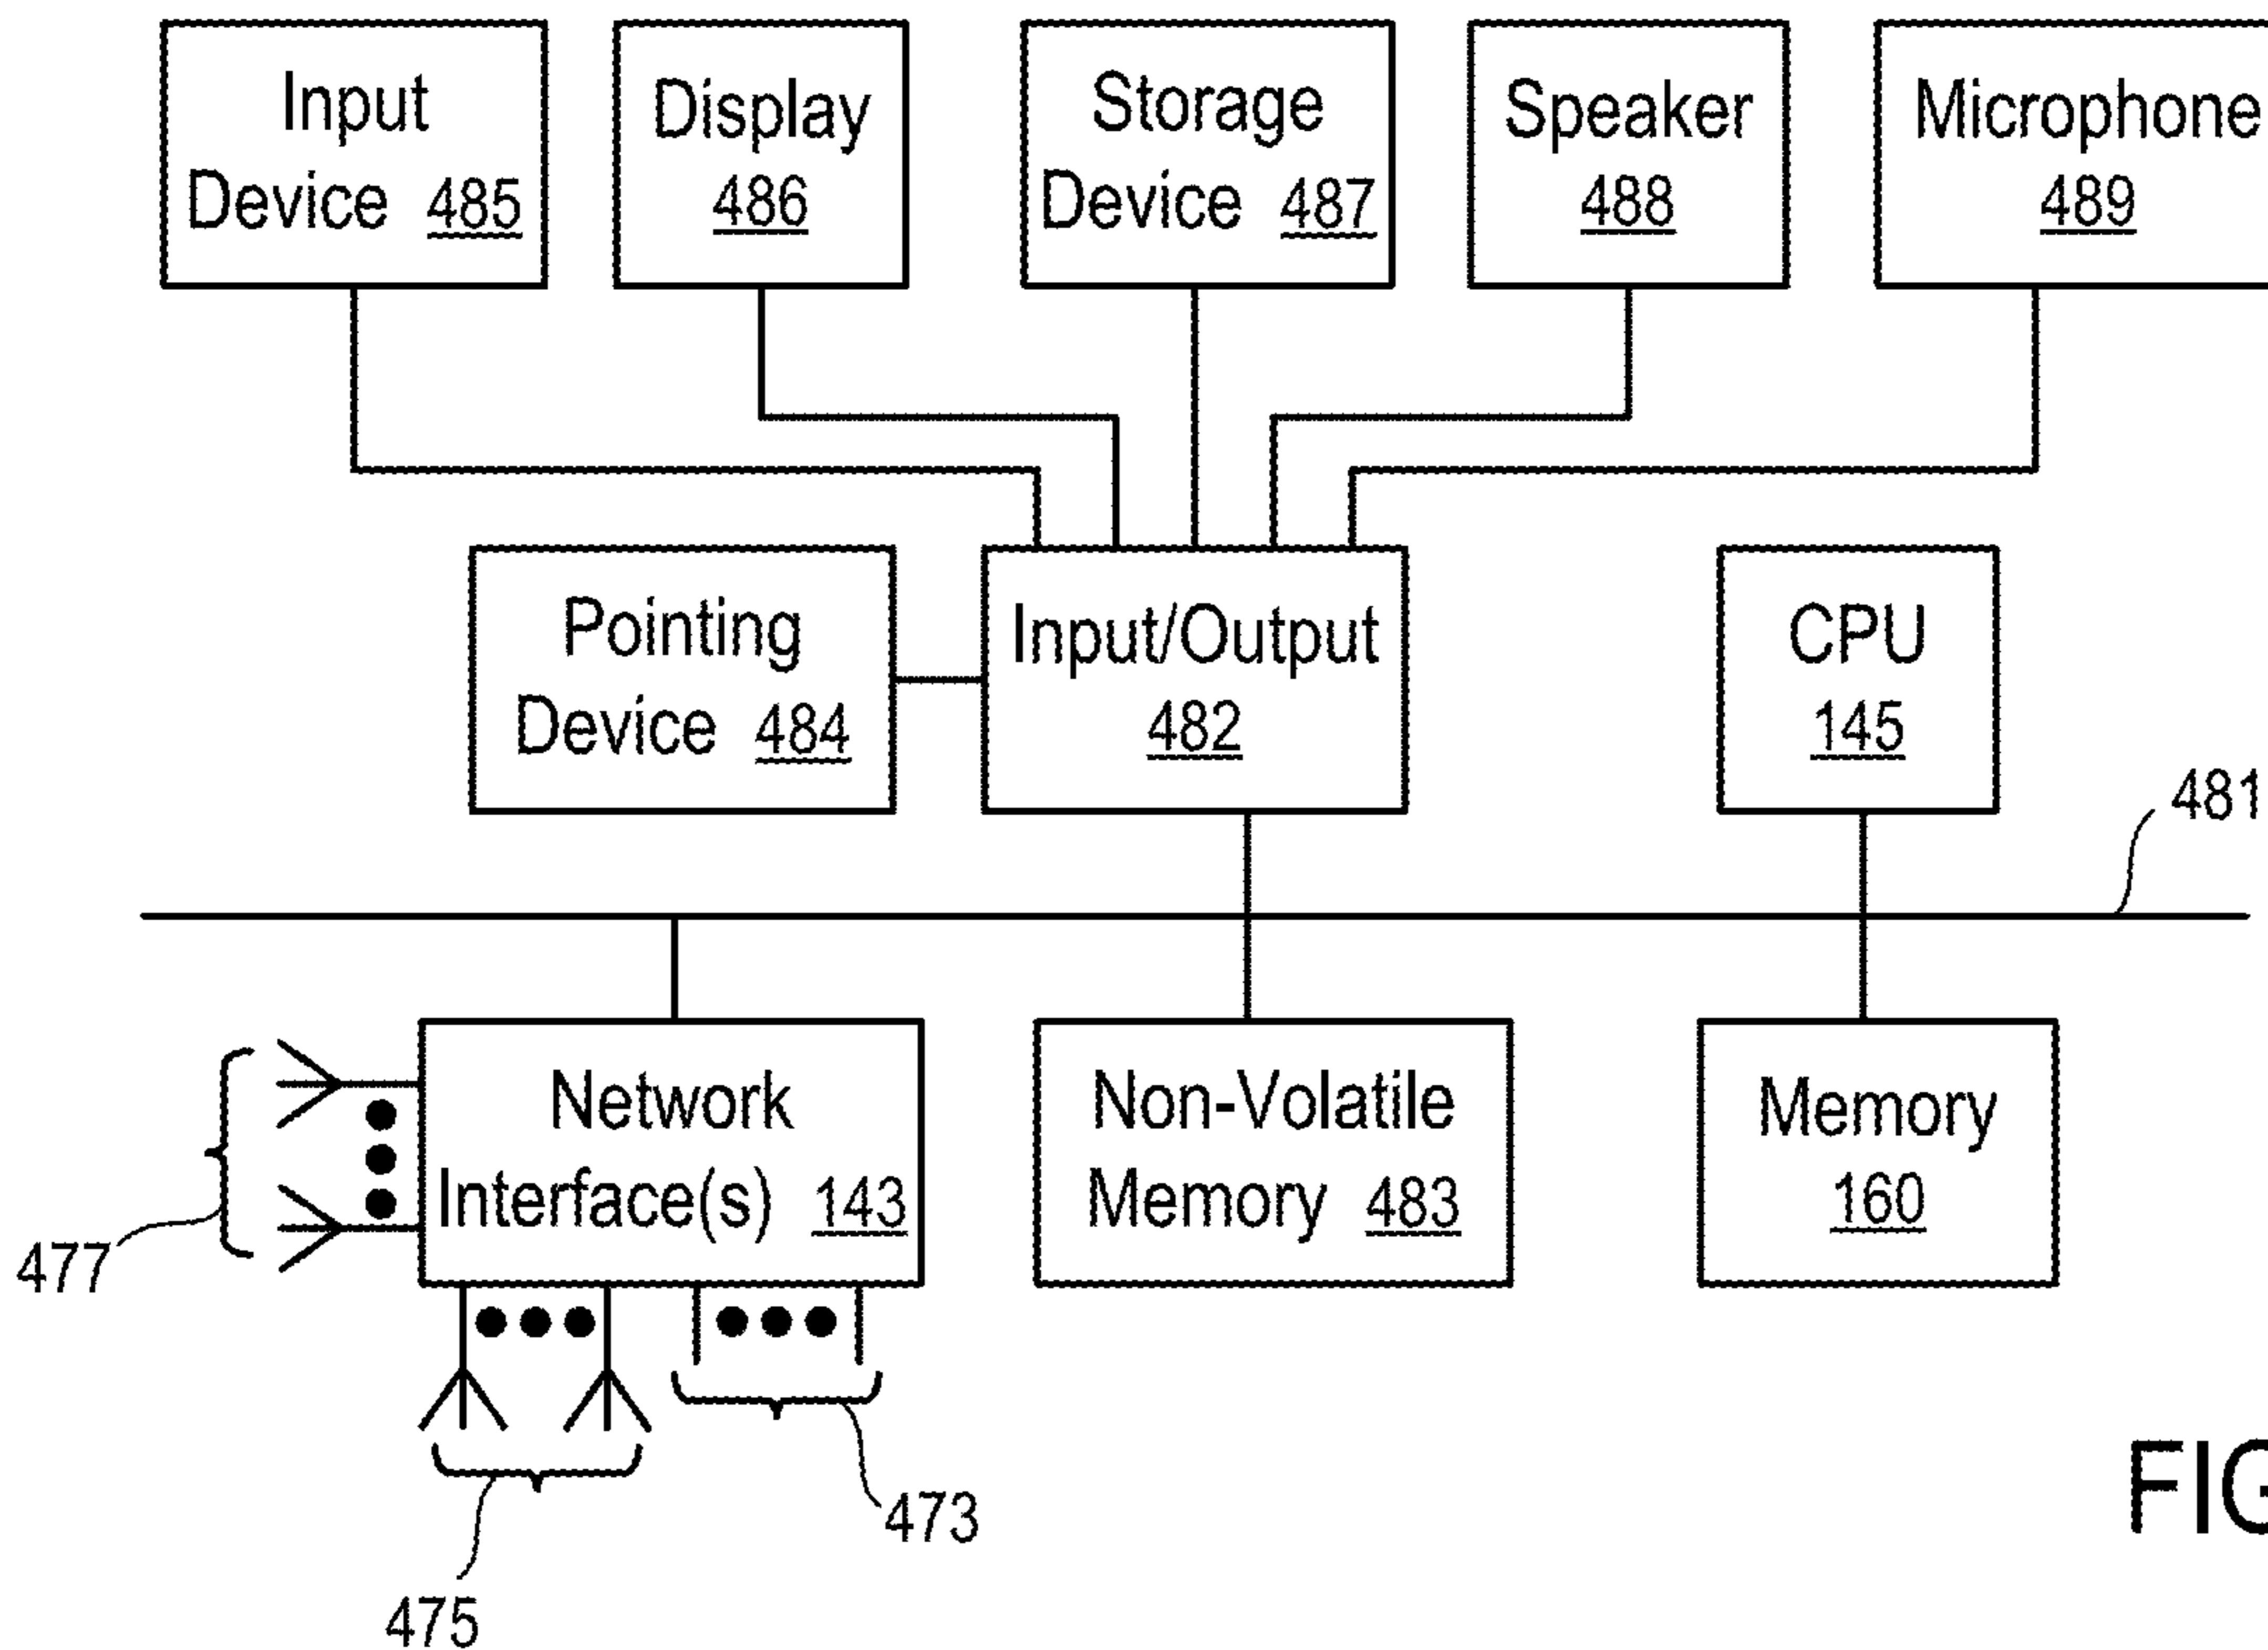 Input
Device 485
Display
486
Storage
Device 487
Speaker
488
Microphone
489
Pointing
Device 484
Input/Output
482
CPU
145
481
Network
Interface(s) 143
Non-Volatile
Memory 483
Memory
160
477
473
475
FIG